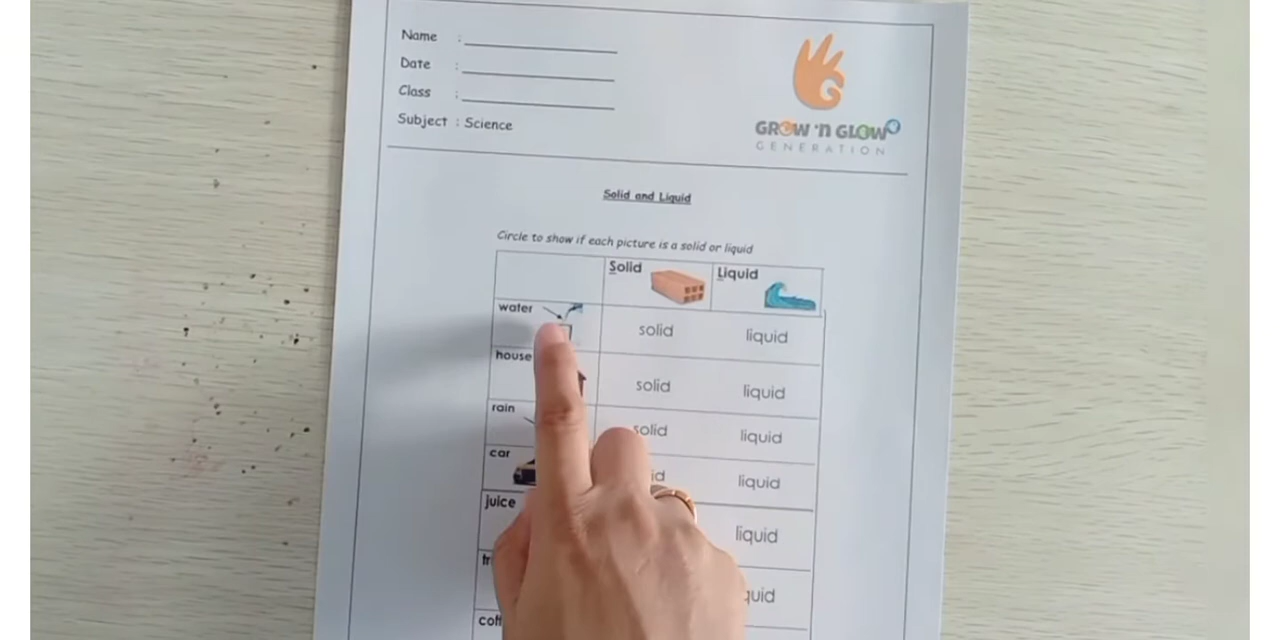 Name :
Date :
Class :
Subject : Science
GROW 'n GLOW
GENERATION
Solid and Liquid
Circle to show if each picture is a solid or liquid
Solid Liquid
water solid liquid
house solid liquid
rain solid liquid
car liquid
juice liquid